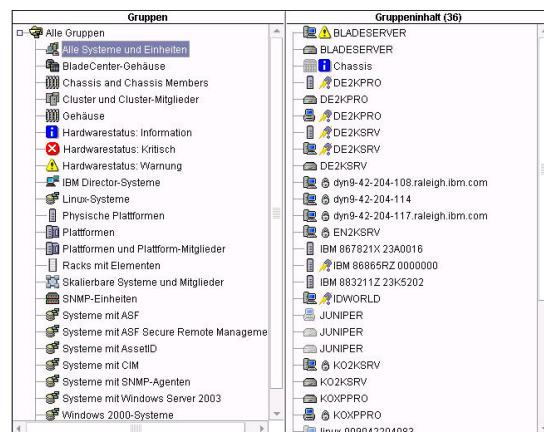 Gruppen
Alle Gruppen
Alle Systeme und Einheiten
BladeCenter-Gehäuse
Chassis and Chassis Members
Cluster und Cluster-Mitglieder
Gehäuse
Hardwarestatus: Information
Hardwarestatus: Kritisch
Hardwarestatus: Warnung
IBM Director-Systeme
Linux-Systeme
Physische Plattformen
Plattformen
Plattformen und Plattform-Mitglieder
Racks mit Elementen
Skalierbare Systeme und Mitglieder
SNMP-Einheiten
Systeme mit ASF
Systeme mit ASF Secure Remote Manageme
Systeme mit AssetID
Systeme mit CIM
Systeme mit SNMP-Agenten
Systeme mit Windows Server 2003
Windows 2000-Systeme
Gruppeninhalt (36)
BLADESERVER
BLADESERVER
Chassis
DE2KPRO
DE2KPRO
DE2KPRO
DE2KSRV
DE2KSRV
DE2KSRV
dyn9-42-204-108.raleigh.ibm.com
dyn9-42-204-114
dyn9-42-204-117.raleigh.ibm.com
EN2KSRV
IBM 867821X 23A0016
IBM 86865RZ 0000000
IBM 883211Z 23K5202
IDWORLD
JUNIPER
JUNIPER
JUNIPER
KO2KSRV
KO2KSRV
KOXPPRO
KOXPPRO
linux 009042204083